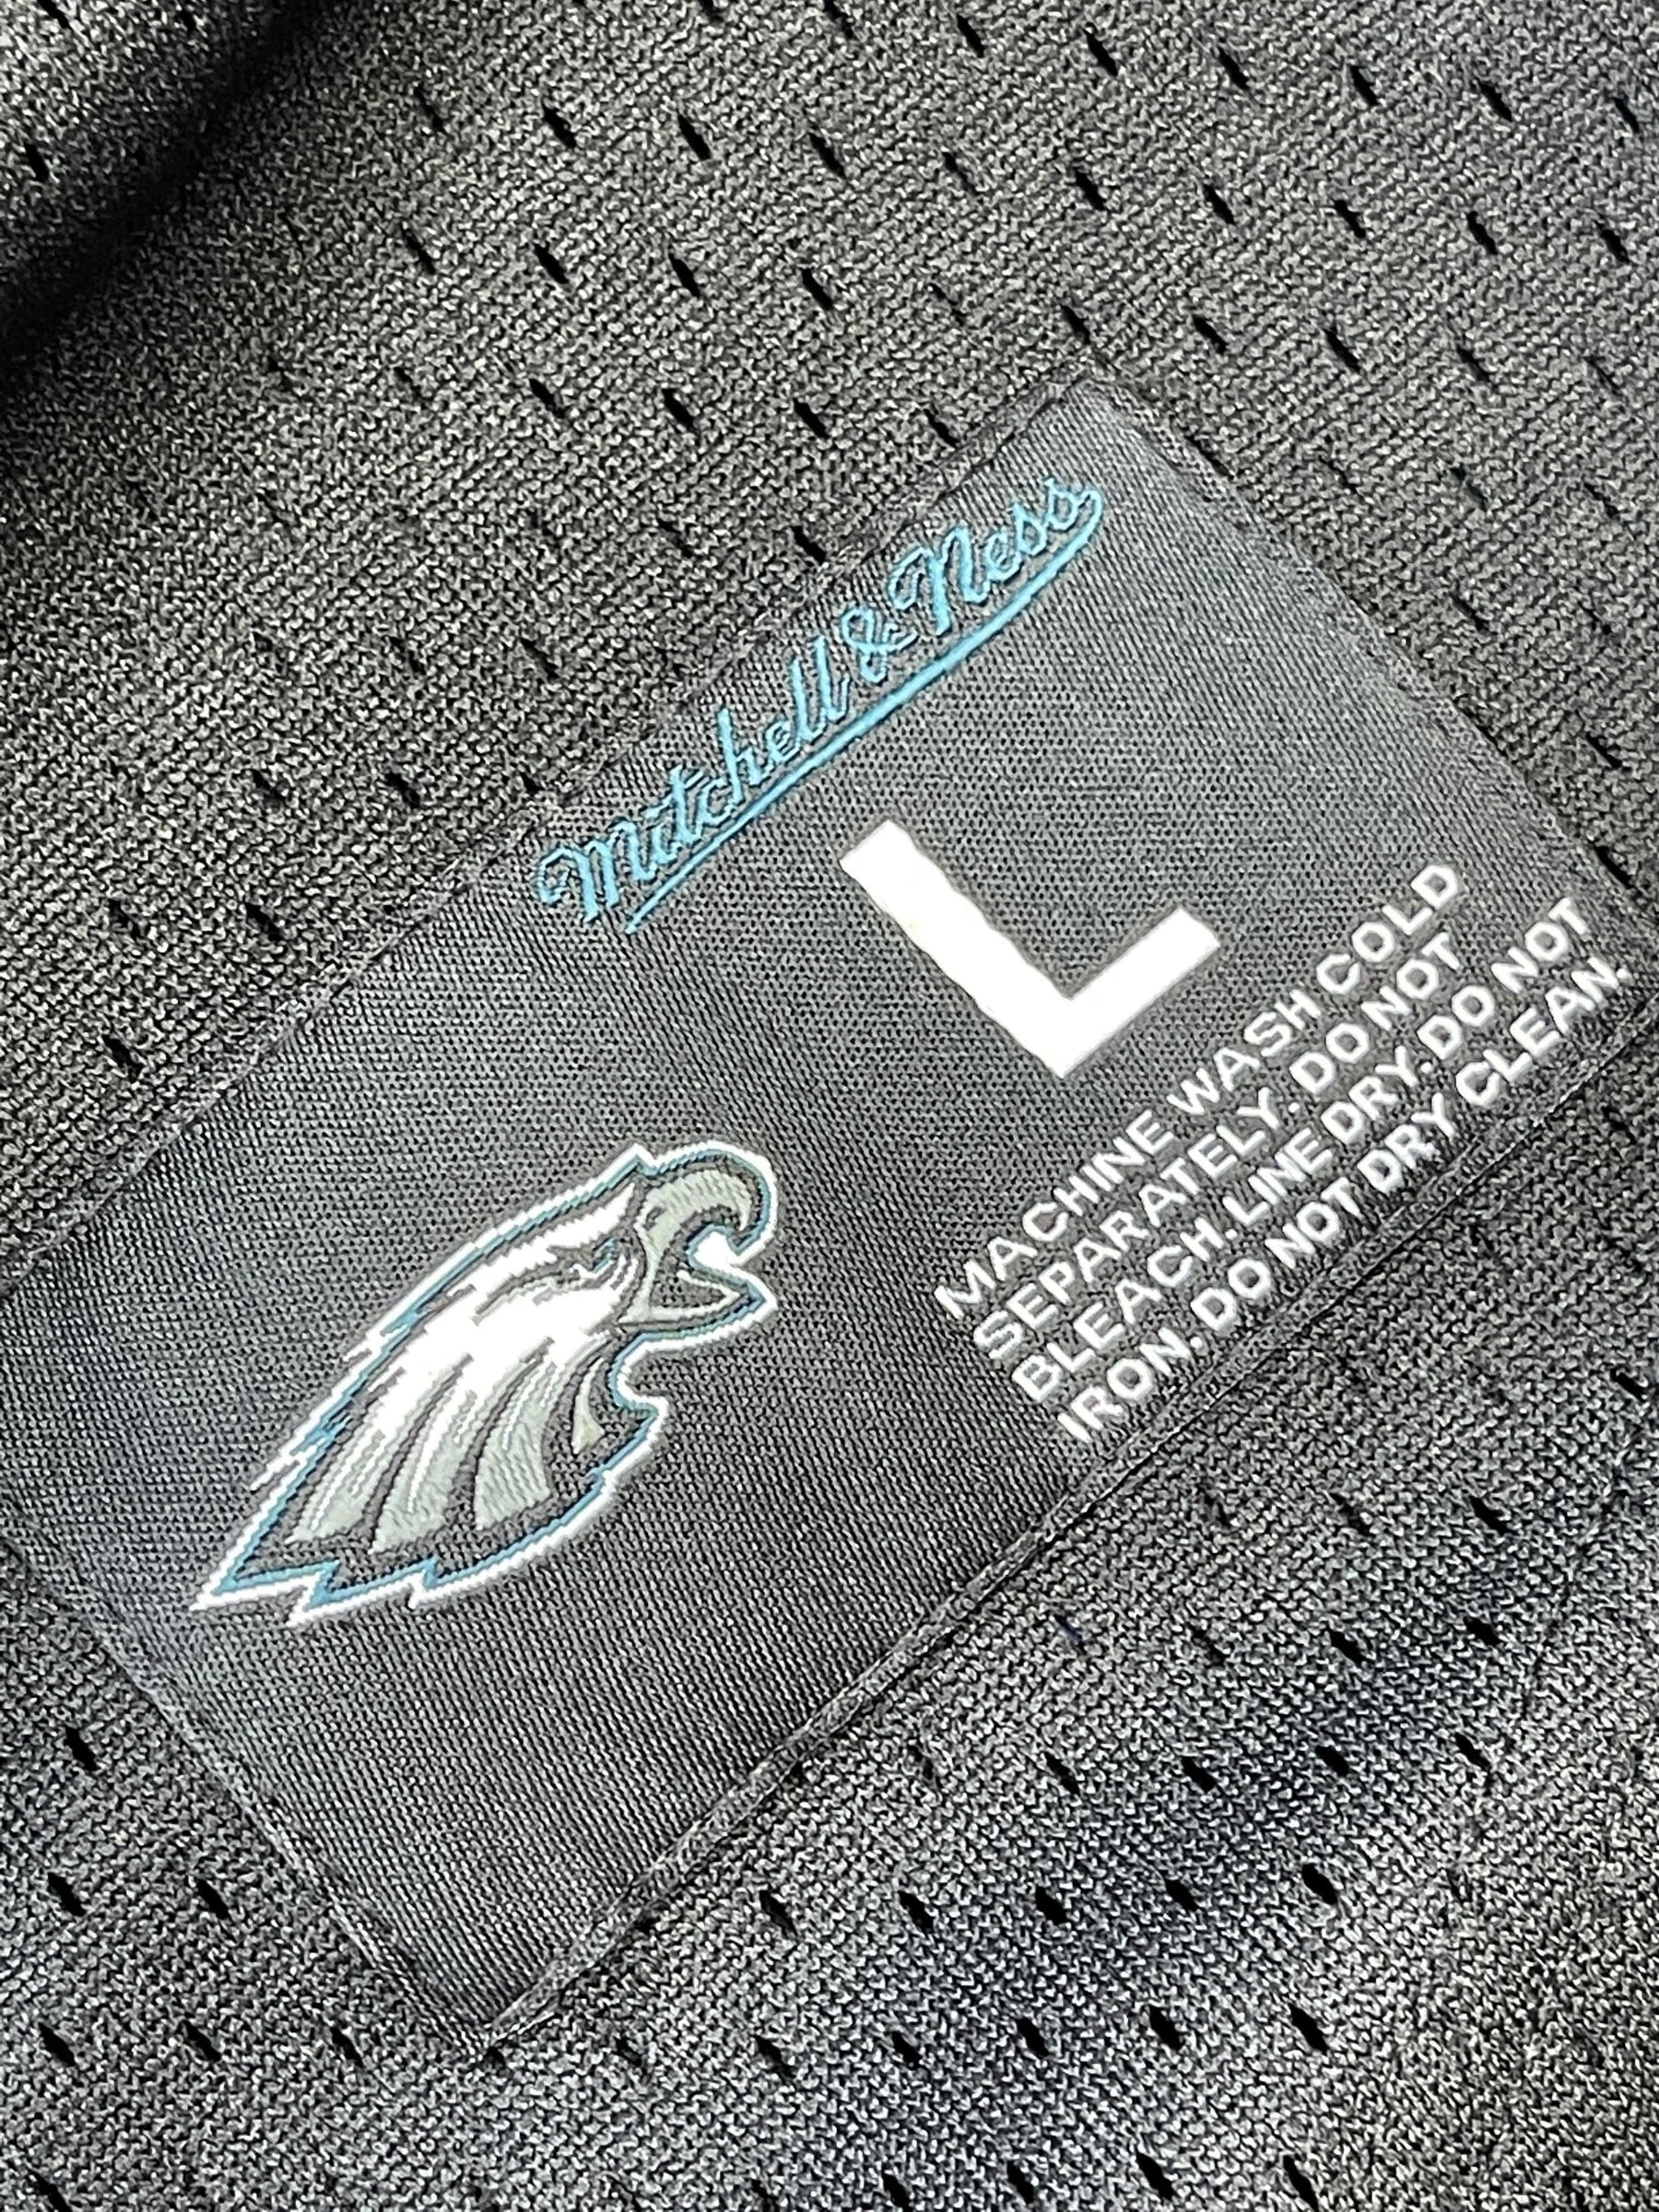 Mitchell & Ness
L
MACHINE WASH COLD
SEPARATELY. DO NOT
BLEACH. LINE DRY. DO NOT
IRON. DO NOT DRY CLEAN.